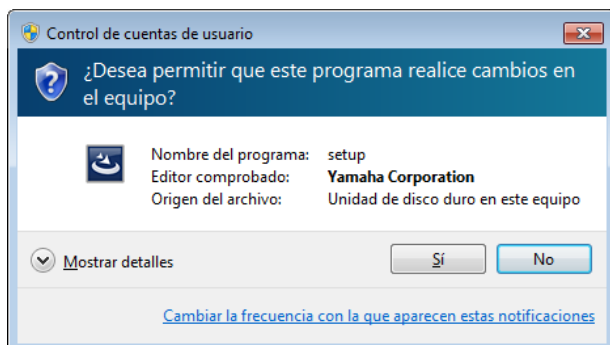 Control de cuentas de usuario
¿Desea permitir que este programa realice cambios en
el equipo?
Nombre del programa: setup
Editor comprobado: Yamaha Corporation
Origen del archivo: Unidad de disco duro en este equipo
Mostrar detalles
Sí
No
Cambiar la frecuencia con la que aparecen estas notificaciones